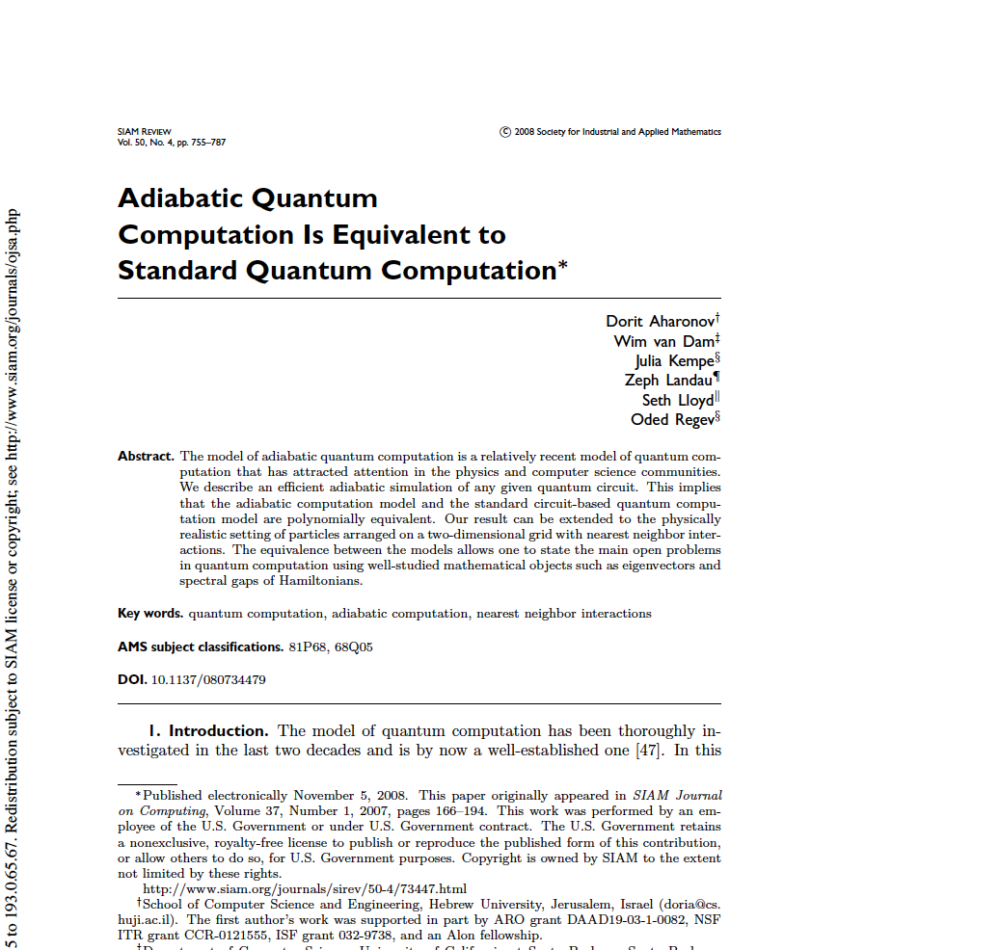 SIAM REVIEW
Vol. 50, No. 4, pp. 755–787
© 2008 Society for Industrial and Applied Mathematics
Adiabatic Quantum
Computation Is Equivalent to
Standard Quantum Computation*
Dorit Aharonov†
Wim van Dam‡
Julia Kempe§
Zeph Landau¶
Seth Lloyd‖
Oded Regev§
Abstract. The model of adiabatic quantum computation is a relatively recent model of quantum com-
putation that has attracted attention in the physics and computer science communities.
We describe an efficient adiabatic simulation of any given quantum circuit. This implies
that the adiabatic computation model and the standard circuit-based quantum compu-
tation model are polynomially equivalent. Our result can be extended to the physically
realistic setting of particles arranged on a two-dimensional grid with nearest neighbor inter-
actions. The equivalence between the models allows one to state the main open problems
in quantum computation using well-studied mathematical objects such as eigenvectors and
spectral gaps of Hamiltonians.
Key words. quantum computation, adiabatic computation, nearest neighbor interactions
AMS subject classifications. 81P68, 68Q05
DOI. 10.1137/080734479
1. Introduction. The model of quantum computation has been thoroughly in-
vestigated in the last two decades and is by now a well-established one [47]. In this
*Published electronically November 5, 2008. This paper originally appeared in SIAM Journal
on Computing, Volume 37, Number 1, 2007, pages 166–194. This work was performed by an em-
ployee of the U.S. Government or under U.S. Government contract. The U.S. Government retains
a nonexclusive, royalty-free license to publish or reproduce the published form of this contribution,
or allow others to do so, for U.S. Government purposes. Copyright is owned by SIAM to the extent
not limited by these rights.
http://www.siam.org/journals/sirev/50-4/73447.html
†School of Computer Science and Engineering, Hebrew University, Jerusalem, Israel (doria@cs.
huji.ac.il). The first author's work was supported in part by ARO grant DAAD19-03-1-0082, NSF
ITR grant CCR-0121555, ISF grant 032-9738, and an Alon fellowship.
5 to 193.0.65.67. Redistribution subject to SIAM license or copyright; see http://www.siam.org/journals/ojsa.php